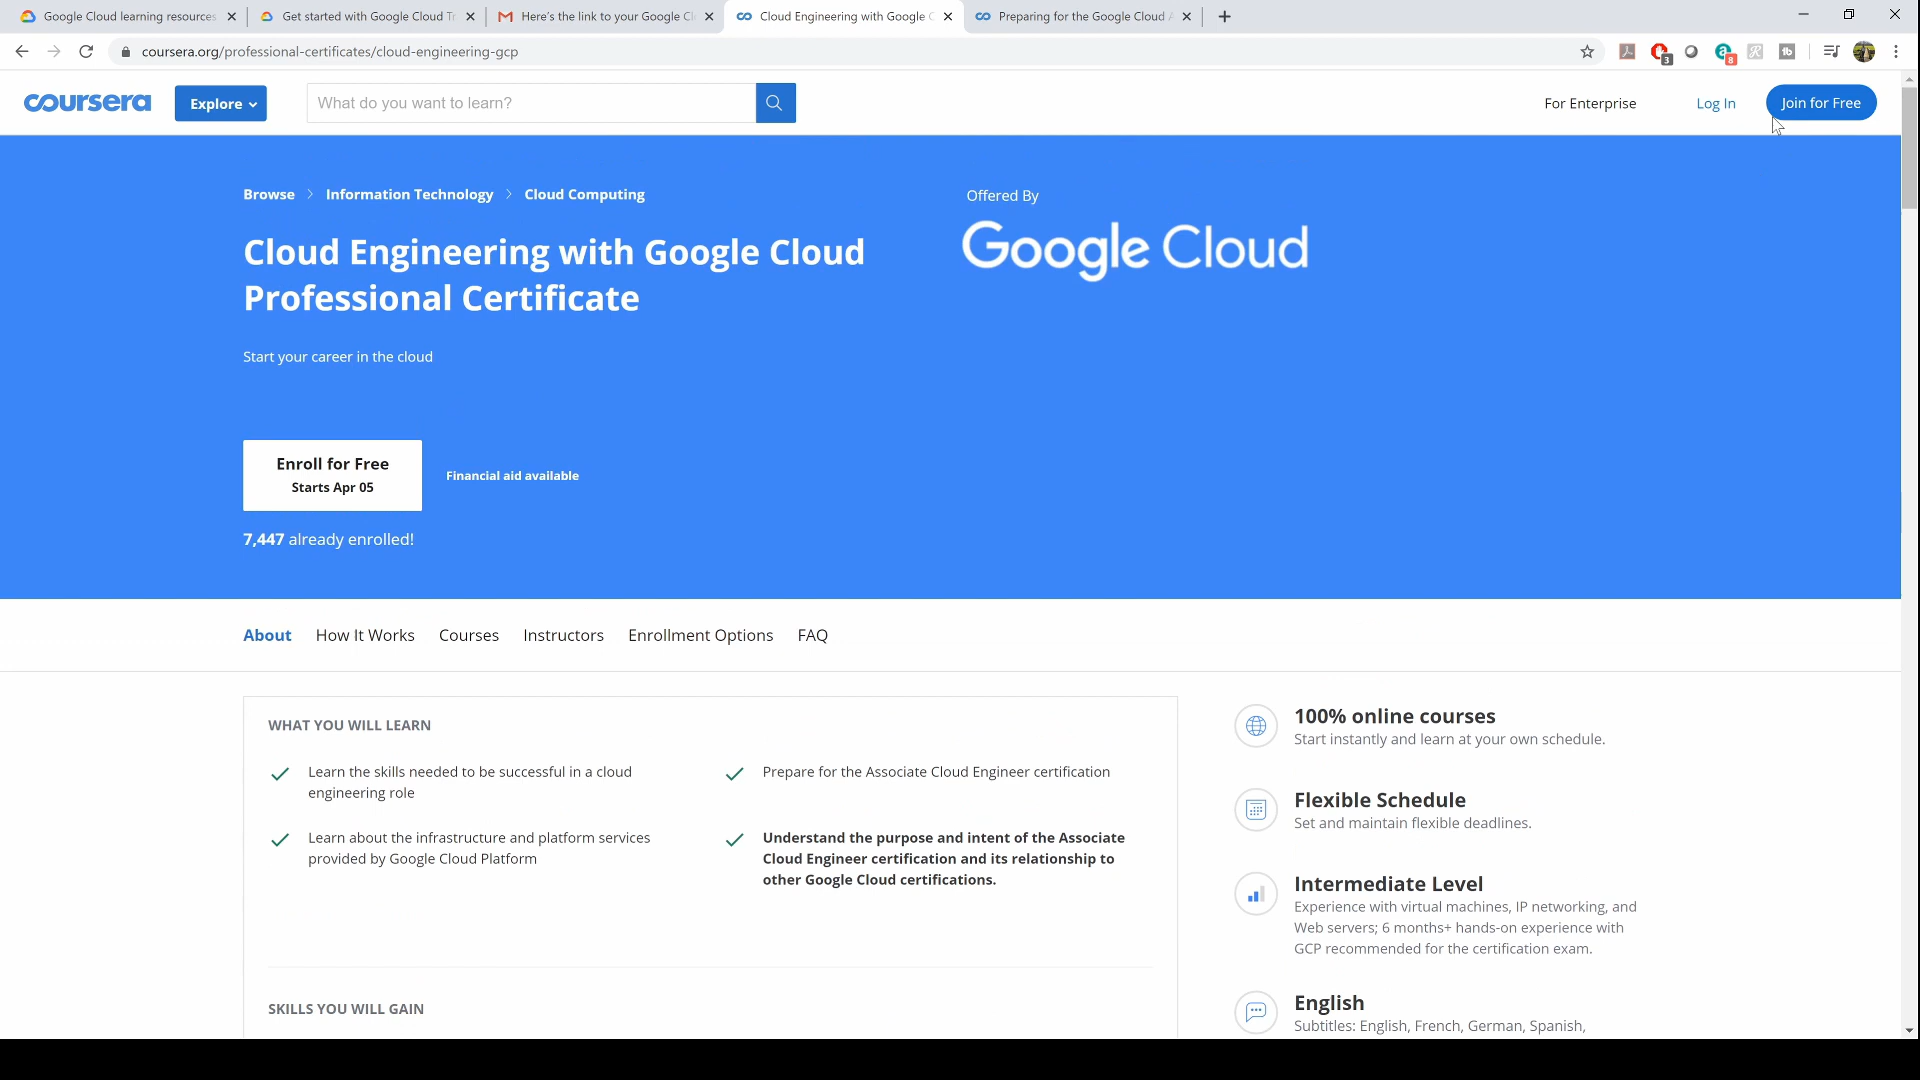 Google Cloud learning resources
Get started with Google Cloud Tr
Here's the link to your Google Cl
Cloud Engineering with Google C
Preparing for the Google Cloud A
coursera.org/professional-certificates/cloud-engineering-gcp
3
8
coursera
Explore
What do you want to learn?
For Enterprise
Log In
Join for Free
Browse > Information Technology > Cloud Computing
Offered By
Google Cloud
Cloud Engineering with Google Cloud
Professional Certificate
Start your career in the cloud
Enroll for Free
Starts Apr 05
Financial aid available
7,447 already enrolled!
About How It Works Courses Instructors Enrollment Options FAQ
WHAT YOU WILL LEARN
Learn the skills needed to be successful in a cloud
engineering role
Prepare for the Associate Cloud Engineer certification
Learn about the infrastructure and platform services
provided by Google Cloud Platform
Understand the purpose and intent of the Associate
Cloud Engineer certification and its relationship to
other Google Cloud certifications.
SKILLS YOU WILL GAIN
100% online courses
Start instantly and learn at your own schedule.
Flexible Schedule
Set and maintain flexible deadlines.
Intermediate Level
Experience with virtual machines, IP networking, and
Web servers; 6 months+ hands-on experience with
GCP recommended for the certification exam.
English
Subtitles: English, French, German, Spanish,